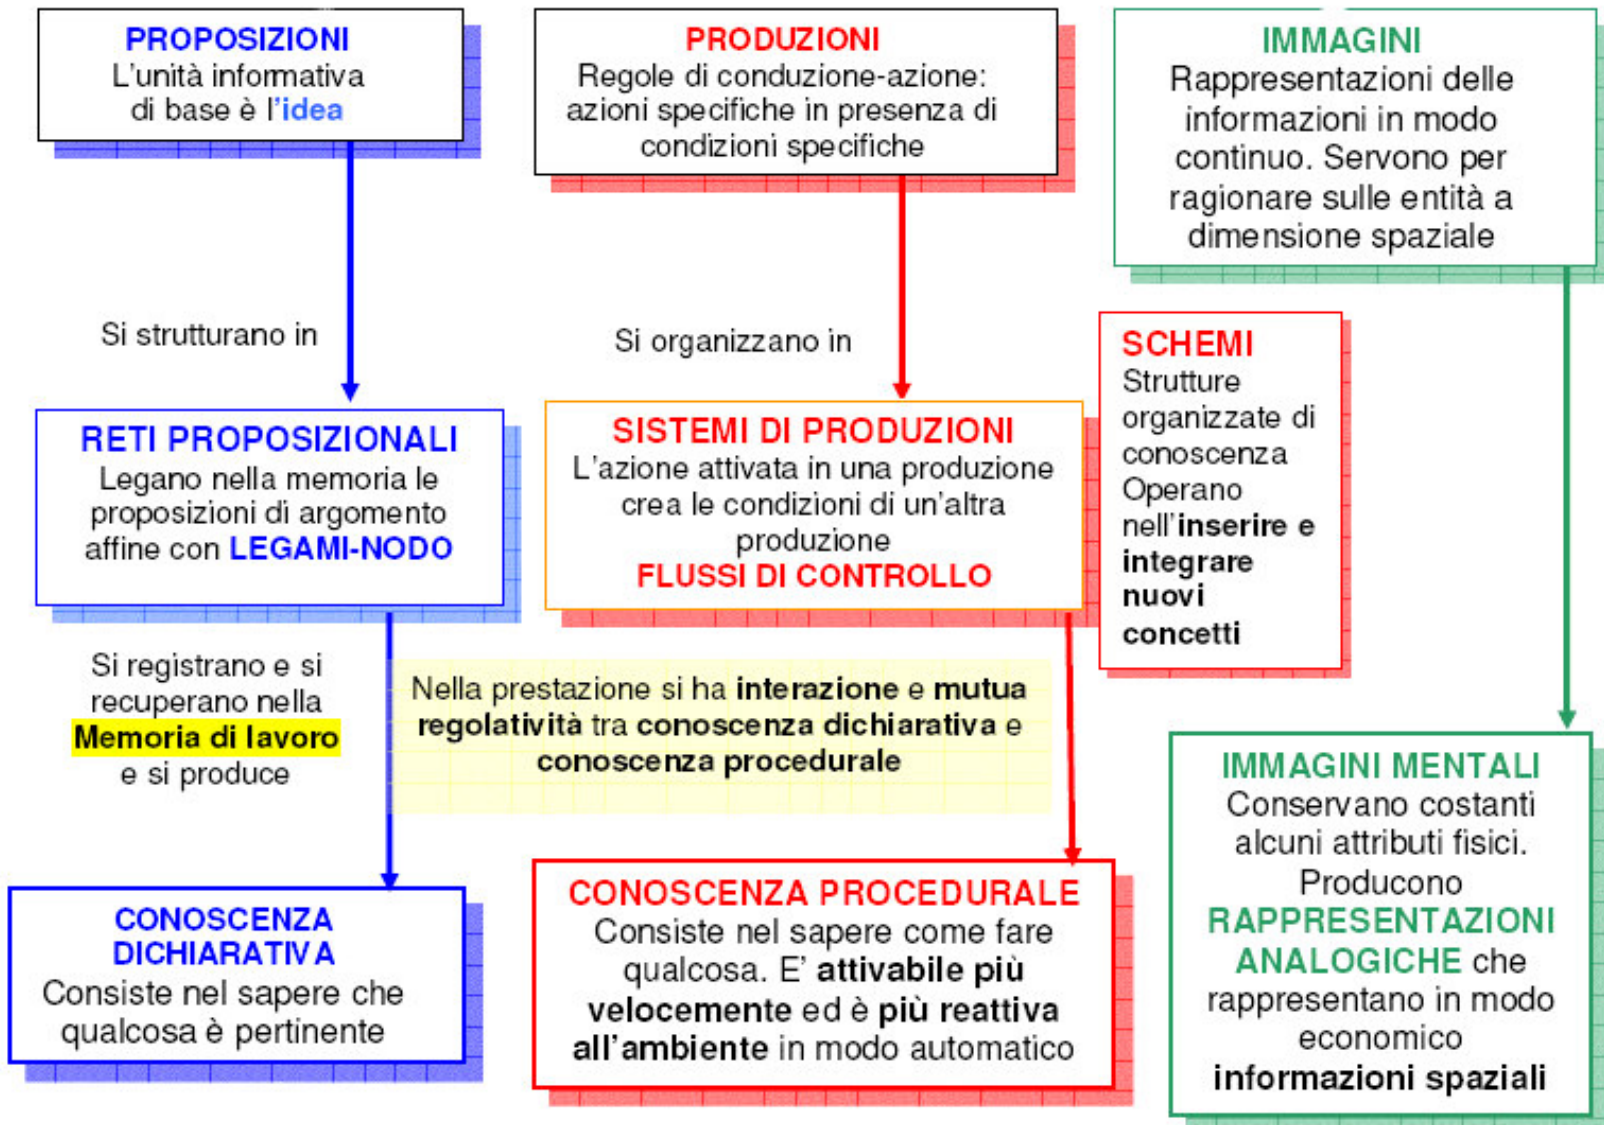 PROPOSIZIONI
L'unità informativa
di base è l'idea
PRODUZIONI
Regole di conduzione-azione:
azioni specifiche in presenza di
condizioni specifiche
IMMAGINI
Rappresentazioni delle
informazioni in modo
continuo. Servono per
ragionare sulle entità a
dimensione spaziale
Si strutturano in
Si organizzano in
SCHEMI
Strutture
organizzate di
conoscenza
Operano
nell'inserire e
integrare
nuovi
concetti
RETI PROPOSIZIONALI
Legano nella memoria le
proposizioni di argomento
affine con LEGAMI-NODO
SISTEMI DI PRODUZIONI
L'azione attivata in una produzione
crea le condizioni di un'altra
produzione
FLUSSI DI CONTROLLO
Si registrano e si
recuperano nella
Memoria di lavoro
e si produce
Nella prestazione si ha interazione e mutua
regolatività tra conoscenza dichiarativa e
conoscenza procedurale
IMMAGINI MENTALI
Conservano costanti
alcuni attributi fisici.
Producono
RAPPRESENTAZIONI
ANALOGICHE che
rappresentano in modo
economico
informazioni spaziali
CONOSCENZA
DICHIARATIVA
Consiste nel sapere che
qualcosa è pertinente
CONOSCENZA PROCEDURALE
Consiste nel sapere come fare
qualcosa. E' attivabile più
velocemente ed è più reattiva
all'ambiente in modo automatico